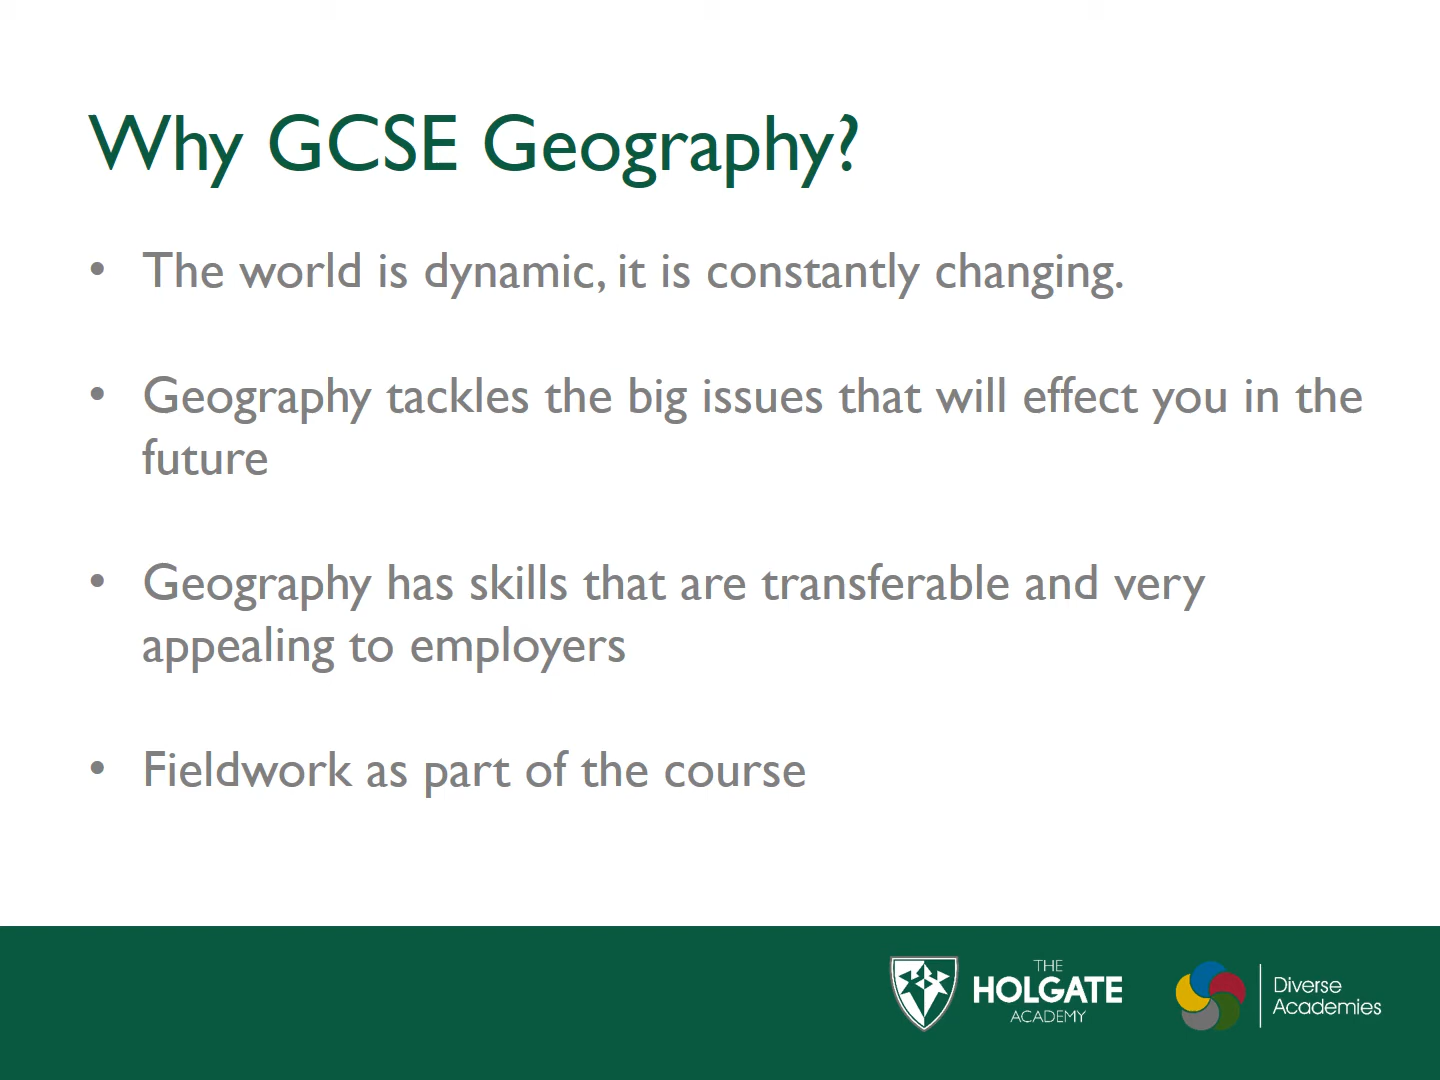 Why GCSE Geography?
• The world is dynamic, it is constantly changing.
• Geography tackles the big issues that will effect you in the
future
• Geography has skills that are transferable and very
appealing to employers
• Fieldwork as part of the course
THE
HOLGATE
ACADEMY
Diverse
Academies